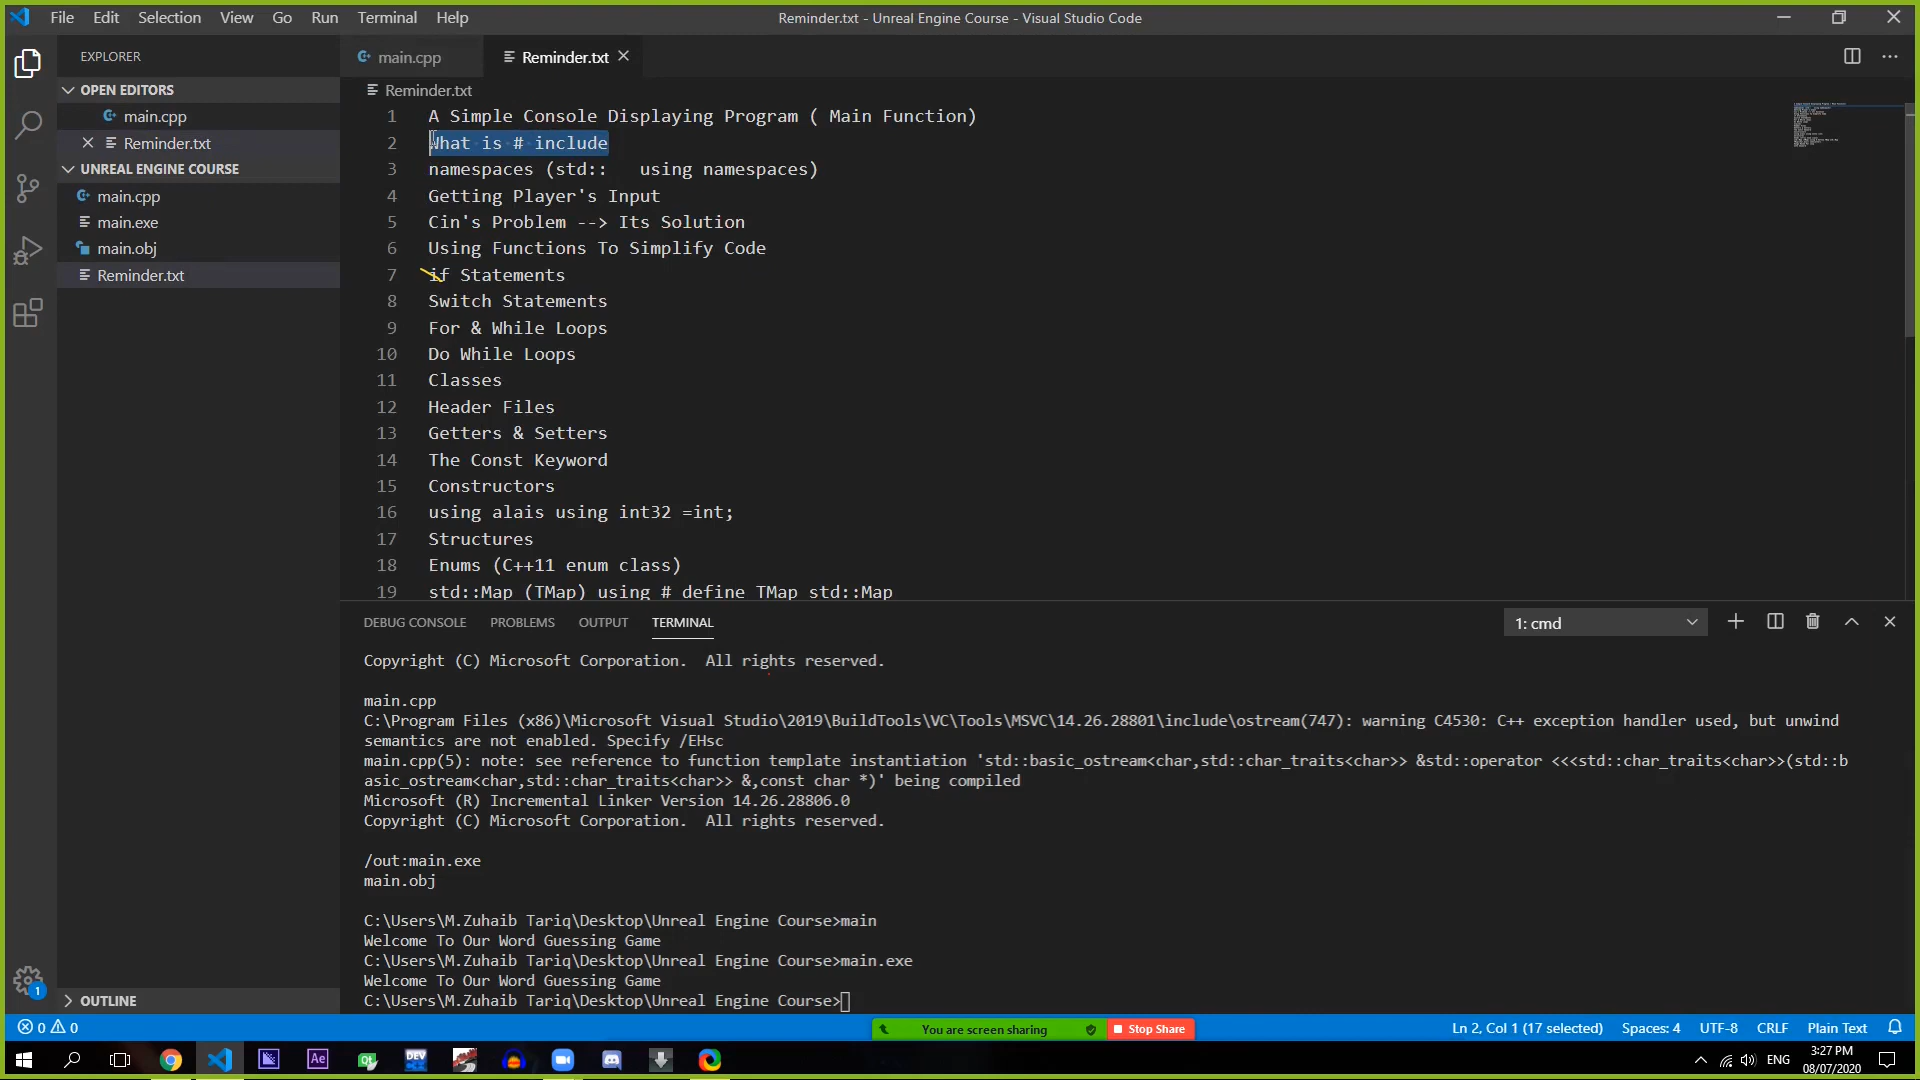 File Edit Selection View Go Run Terminal Help
Reminder.txt - Unreal Engine Course - Visual Studio Code
EXPLORER
OPEN EDITORS
main.cpp
Reminder.txt
UNREAL ENGINE COURSE
main.cpp
main.exe
main.obj
Reminder.txt
OUTLINE
main.cpp
Reminder.txt
Reminder.txt
1 A Simple Console Displaying Program ( Main Function)
2 What is # include
3 namespaces (std:: using namespaces)
4 Getting Player's Input
5 Cin's Problem --> Its Solution
6 Using Functions To Simplify Code
7 if Statements
8 Switch Statements
9 For & While Loops
10 Do While Loops
11 Classes
12 Header Files
13 Getters & Setters
14 The Const Keyword
15 Constructors
16 using alais using int32 =int;
17 Structures
18 Enums (C++11 enum class)
19 std::Map (TMap) using # define TMap std::Map
DEBUG CONSOLE PROBLEMS OUTPUT TERMINAL
1: cmd
Copyright (C) Microsoft Corporation.  All rights reserved.
main.cpp
C:\Program Files (x86)\Microsoft Visual Studio\2019\BuildTools\VC\Tools\MSVC\14.26.28801\include\ostream(747): warning C4530: C++ exception handler used, but unwind
semantics are not enabled. Specify /EHsc
main.cpp(5): note: see reference to function template instantiation 'std::basic_ostream<char,std::char_traits<char>> &std::operator <<<std::char_traits<char>>(std::b
asic_ostream<char,std::char_traits<char>> &,const char *)' being compiled
Microsoft (R) Incremental Linker Version 14.26.28806.0
Copyright (C) Microsoft Corporation.  All rights reserved.
/out:main.exe
main.obj
C:\Users\M.Zuhaib Tariq\Desktop\Unreal Engine Course>main
Welcome To Our Word Guessing Game
C:\Users\M.Zuhaib Tariq\Desktop\Unreal Engine Course>main.exe
Welcome To Our Word Guessing Game
C:\Users\M.Zuhaib Tariq\Desktop\Unreal Engine Course>
1
0 0
You are screen sharing
Stop Share
Ln 2, Col 1 (17 selected) Spaces: 4 UTF-8 CRLF Plain Text
Ae
Qt
DEV
ENG
3:27 PM
08/07/2020